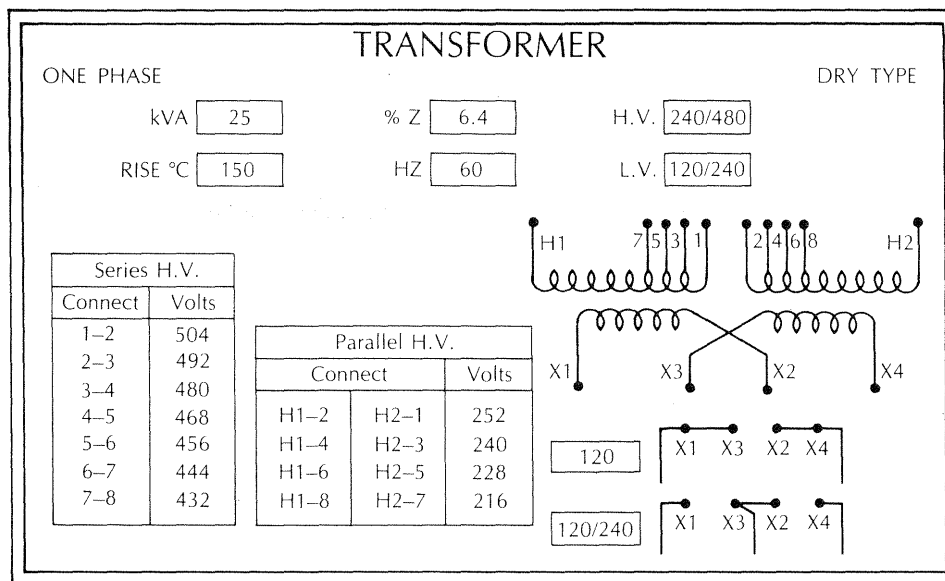 TRANSFORMER
ONE PHASE DRY TYPE
kVA 25 % Z 6.4 H.V. 240/480
RISE °C 150 HZ 60 L.V. 120/240
H1 7 5 3 1 2 4 6 8 H2
X1 X3 X2 X4
Series H.V.
Connect Volts
1–2 504
2–3 492
3–4 480
4–5 468
5–6 456
6–7 444
7–8 432
Parallel H.V.
Connect Volts
H1–2 H2–1 252
H1–4 H2–3 240
H1–6 H2–5 228
H1–8 H2–7 216
120 X1 X3 X2 X4
120/240 X1 X3 X2 X4